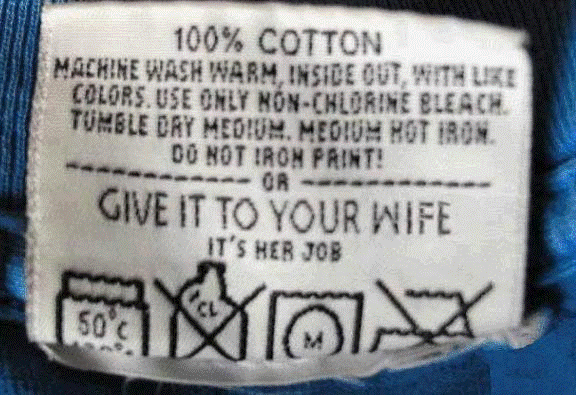 100% COTTON
MACHINE WASH WARM, INSIDE OUT, WITH LIKE
COLORS. USE ONLY NON-CHLORINE BLEACH.
TUMBLE DRY MEDIUM. MEDIUM HOT IRON.
DO NOT IRON PRINT!
OR
GIVE IT TO YOUR WIFE
IT'S HER JOB
50°C CL M